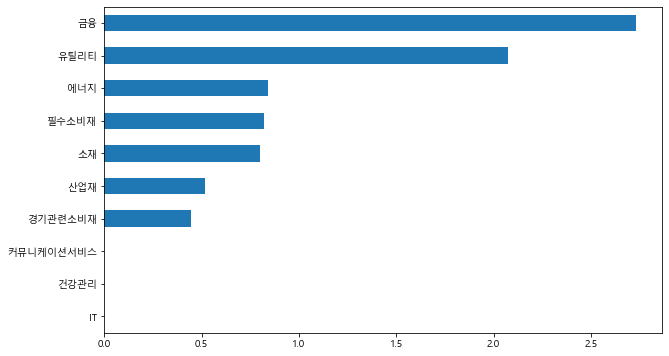 금융
유틸리티
에너지
필수소비재
소재
산업재
경기관련소비재
커뮤니케이션서비스
건강관리
IT
0.0 0.5 1.0 1.5 2.0 2.5